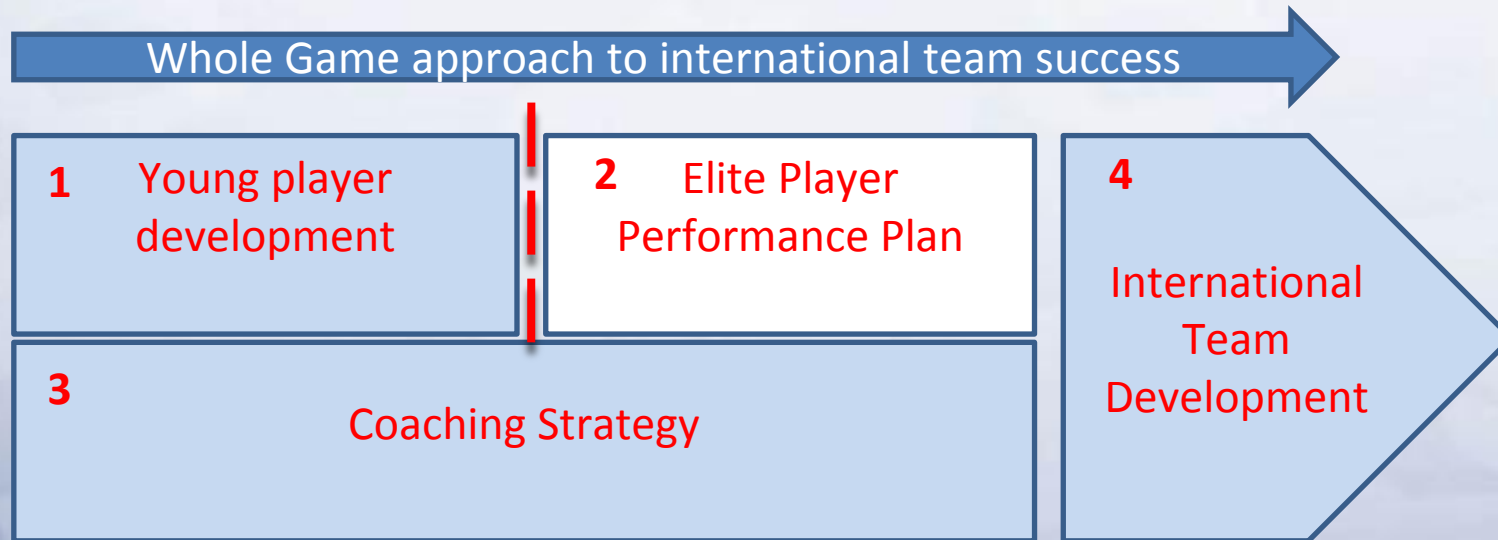 Whole Game approach to international team success
1 Young player
development
2 Elite Player
Performance Plan
3
Coaching Strategy
4
International
Team
Development